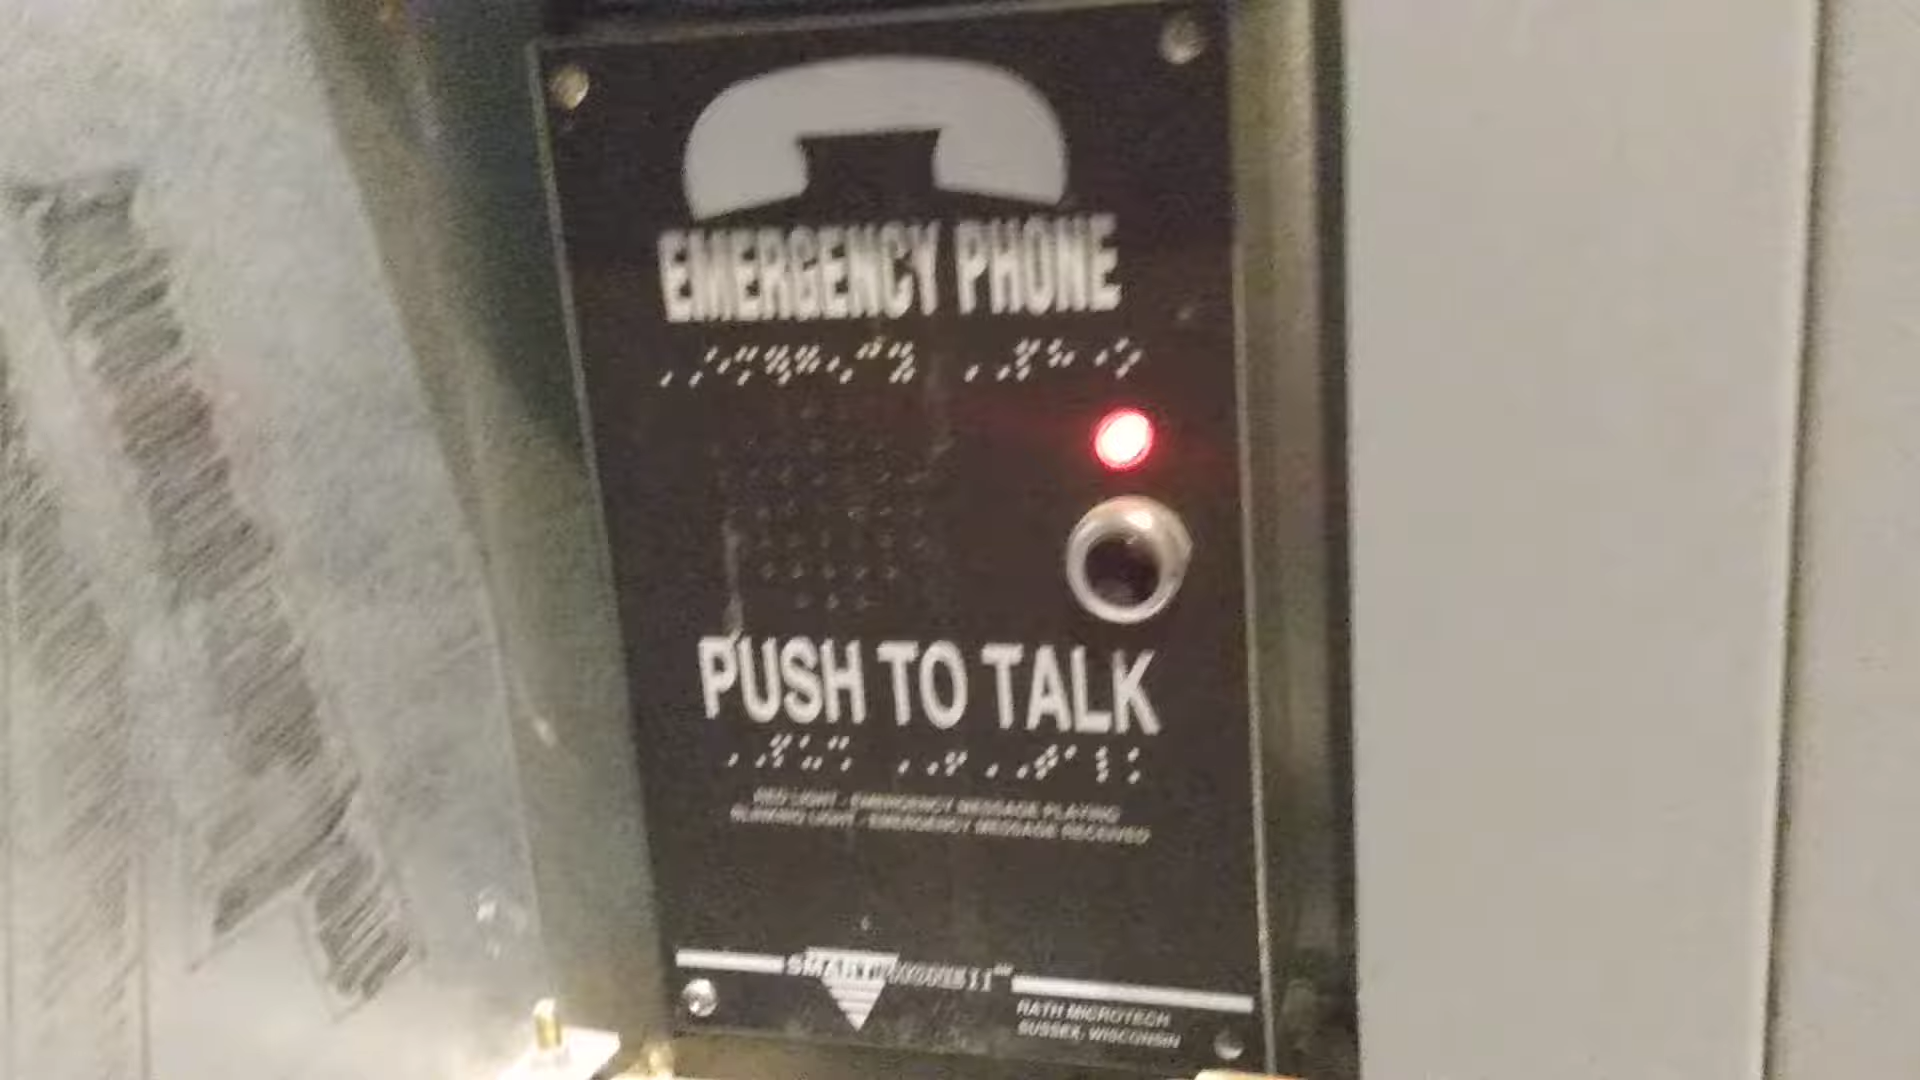 EMERGENCY PHONE
PUSH TO TALK
RED LIGHT - EMERGENCY MESSAGE PLAYING
BLINKING LIGHT - EMERGENCY MESSAGE RECEIVED
SMART
RATH MICROTECH
SUSSEX, WISCONSIN